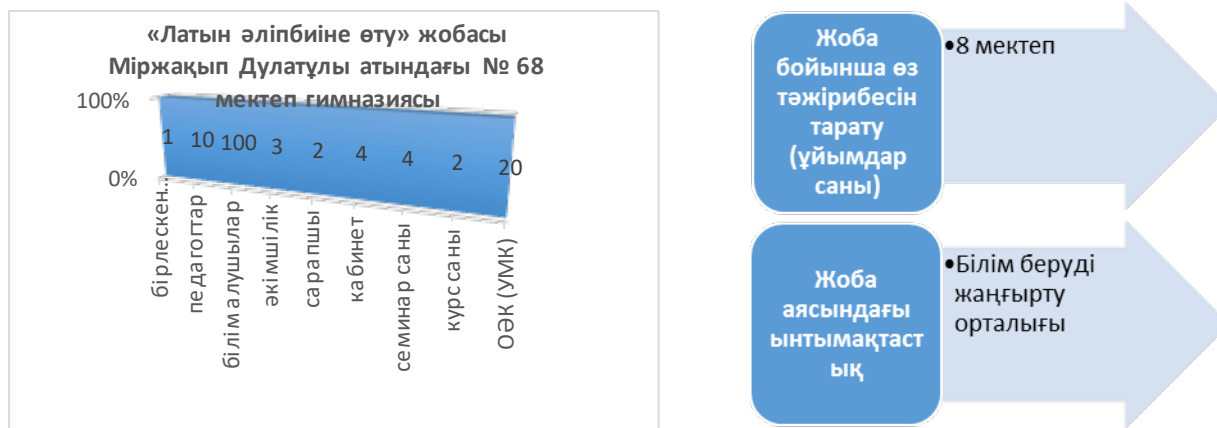 «Латын әліпбиіне өту» жобасы
Міржақып Дулатұлы атындағы № 68
мектеп гимназиясы
100%
0%
1 10 100 3 2 4 4 2 20
бірлескен...
педагогтар
білім алушылар
әкімшілік
сарапшы
кабинет
семинар саны
курс саны
ОӘК (УМК)
Жоба
бойынша өз
тәжірибесін
тарату
(ұйымдар
саны)
•8 мектеп
Жоба
аясындағы
ынтымақтаст
ық
•Білім беруді
жаңғырту
орталығы